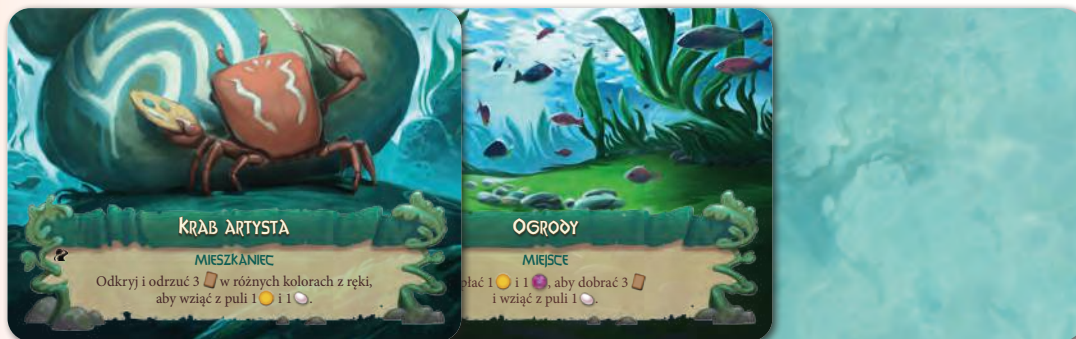 KRAB ARTYSTA
MIESZKANIEC
Odkryj i odrzuć 3 w różnych kolorach z ręki,
aby wziąć z puli 1 i 1.
OGRODY
MIEJSCE
1 i 1, aby dobrać 3
i wziąć z puli 1.